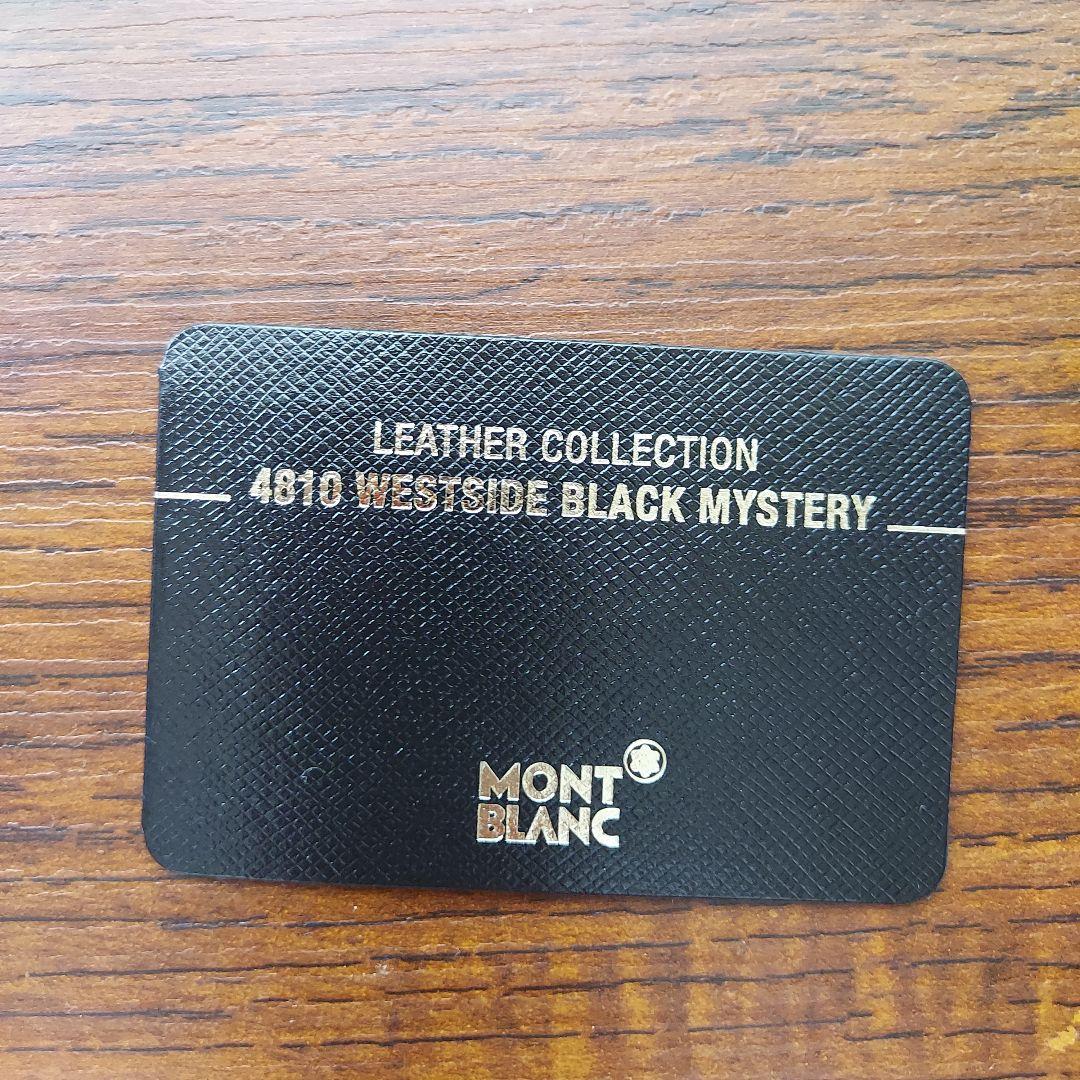 LEATHER COLLECTION
4810 WESTSIDE BLACK MYSTERY
MONT
BLANC